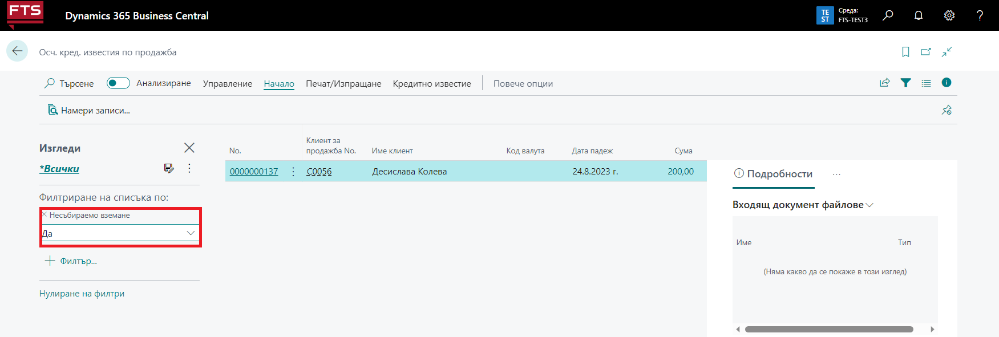 FTS
Dynamics 365 Business Central
TE
ST
Среда:
FTS-TEST3
?
Осч. кред. известия по продажба
Търсене
Анализиране
Управление
Начало
Печат/Изпращане
Кредитно известие
Повече опции
Намери записи...
Изгледи
*Всички
Филтриране на списъка по:
Несъбираемо вземане
Да
Филтър...
Нулиране на филтри
No.
Клиент за
продажба No.
Име клиент
Код валута
Дата падеж
Сума
0000000137
C0056
Десислава Колева
24.8.2023 г.
200,00
Подробности
Входящ документ файлове
Име
Тип
(Няма какво да се покаже в този изглед)